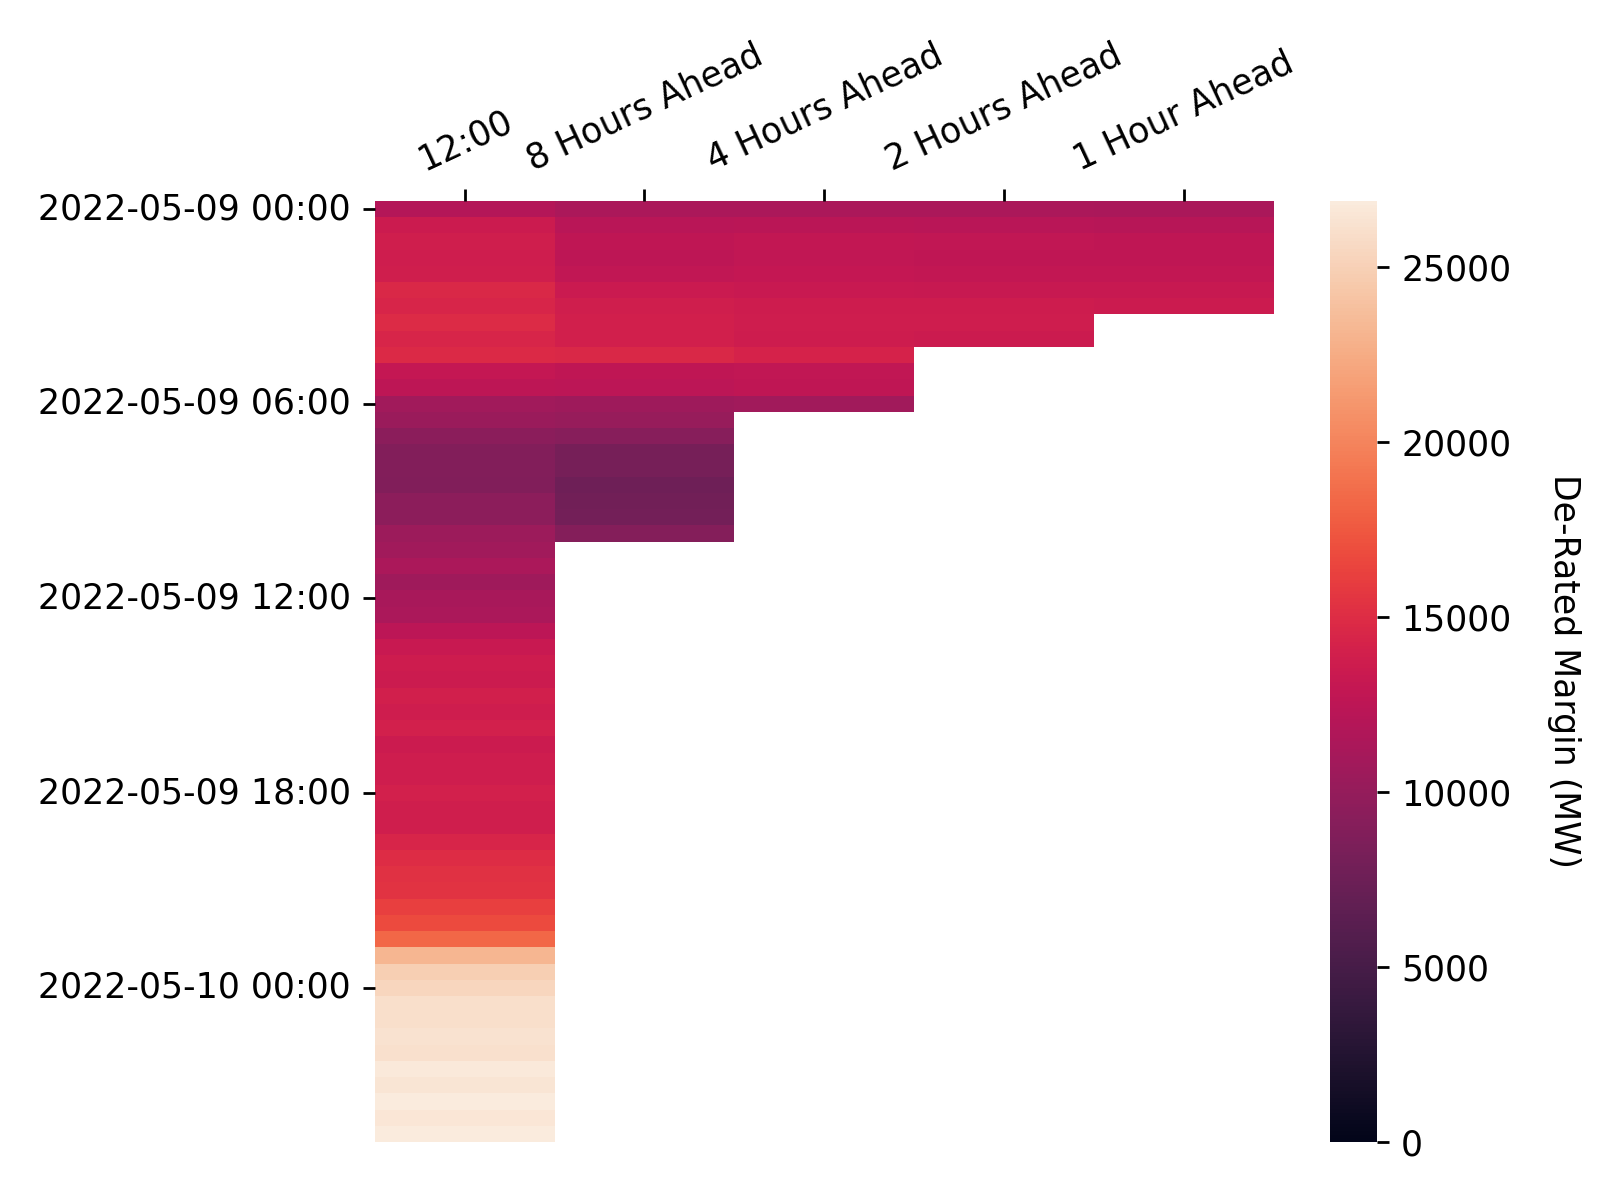 12:00
8 Hours Ahead
4 Hours Ahead
2 Hours Ahead
1 Hour Ahead
2022-05-09 00:00
2022-05-09 06:00
2022-05-09 12:00
2022-05-09 18:00
2022-05-10 00:00
25000
20000
15000
10000
5000
0
De-Rated Margin (MW)